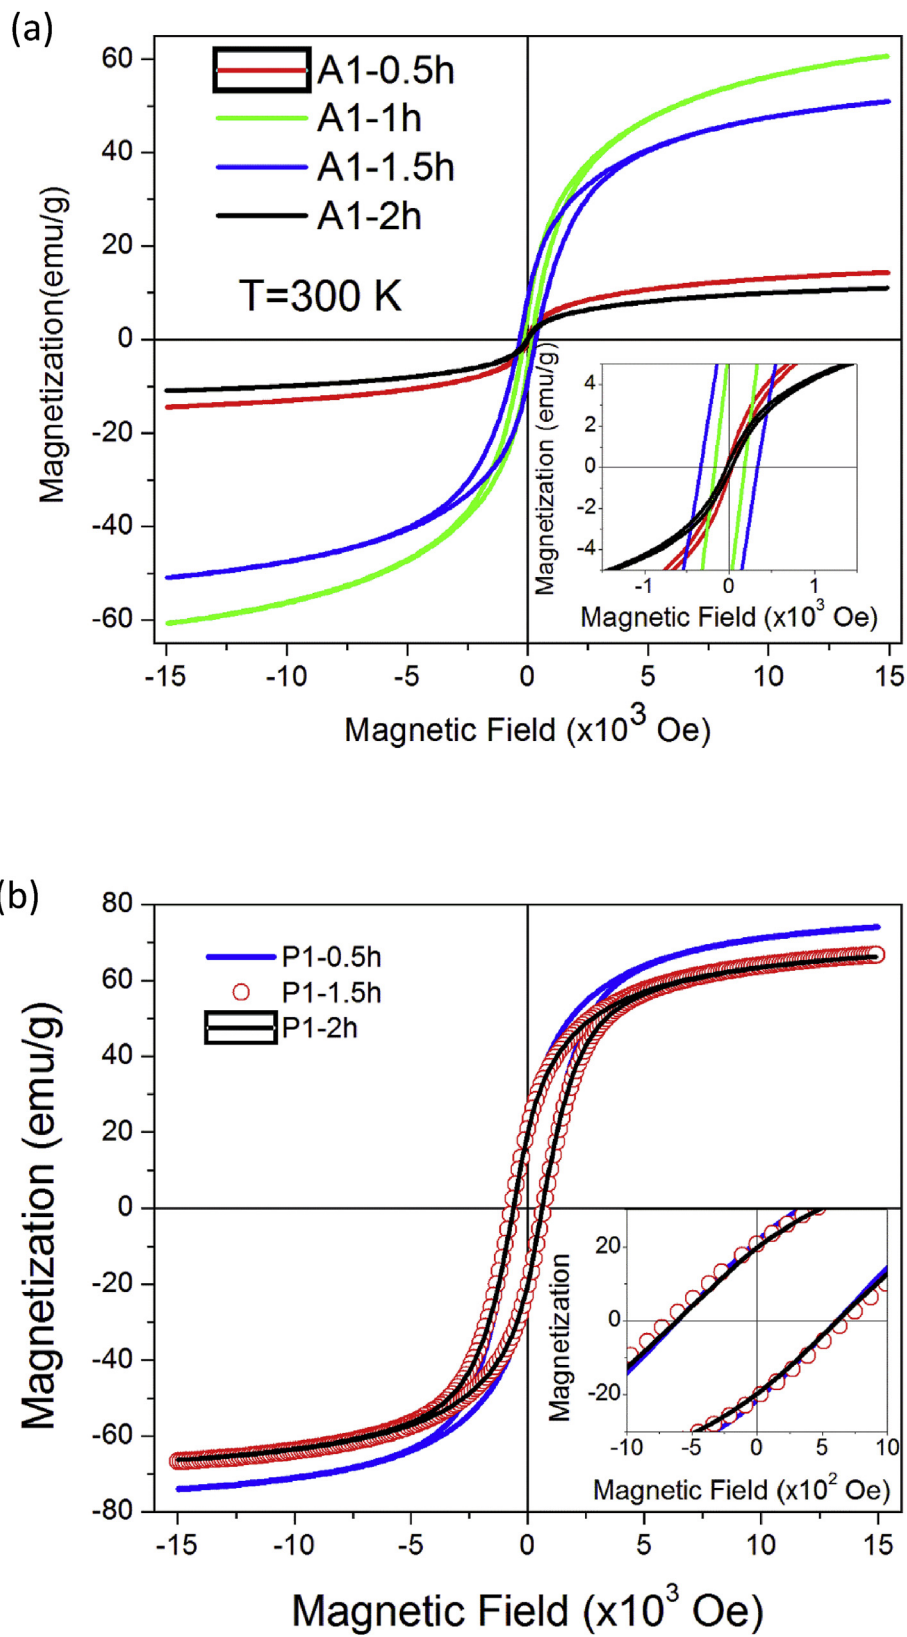 (a)
60
40
20
0
-20
-40
-60
Magnetization(emu/g)
A1-0.5h
A1-1h
A1-1.5h
A1-2h
T=300 K
Magnetization (emu/g)
4
2
0
-2
-4
-1 0 1
Magnetic Field (x10³ Oe)
-15 -10 -5 0 5 10 15
Magnetic Field (x10³ Oe)
(b)
80
60
40
20
0
-20
-40
-60
-80
Magnetization (emu/g)
P1-0.5h
P1-1.5h
P1-2h
Magnetization
20
0
-20
-10 -5 0 5 10
Magnetic Field (x10² Oe)
-15 -10 -5 0 5 10 15
Magnetic Field (x10³ Oe)